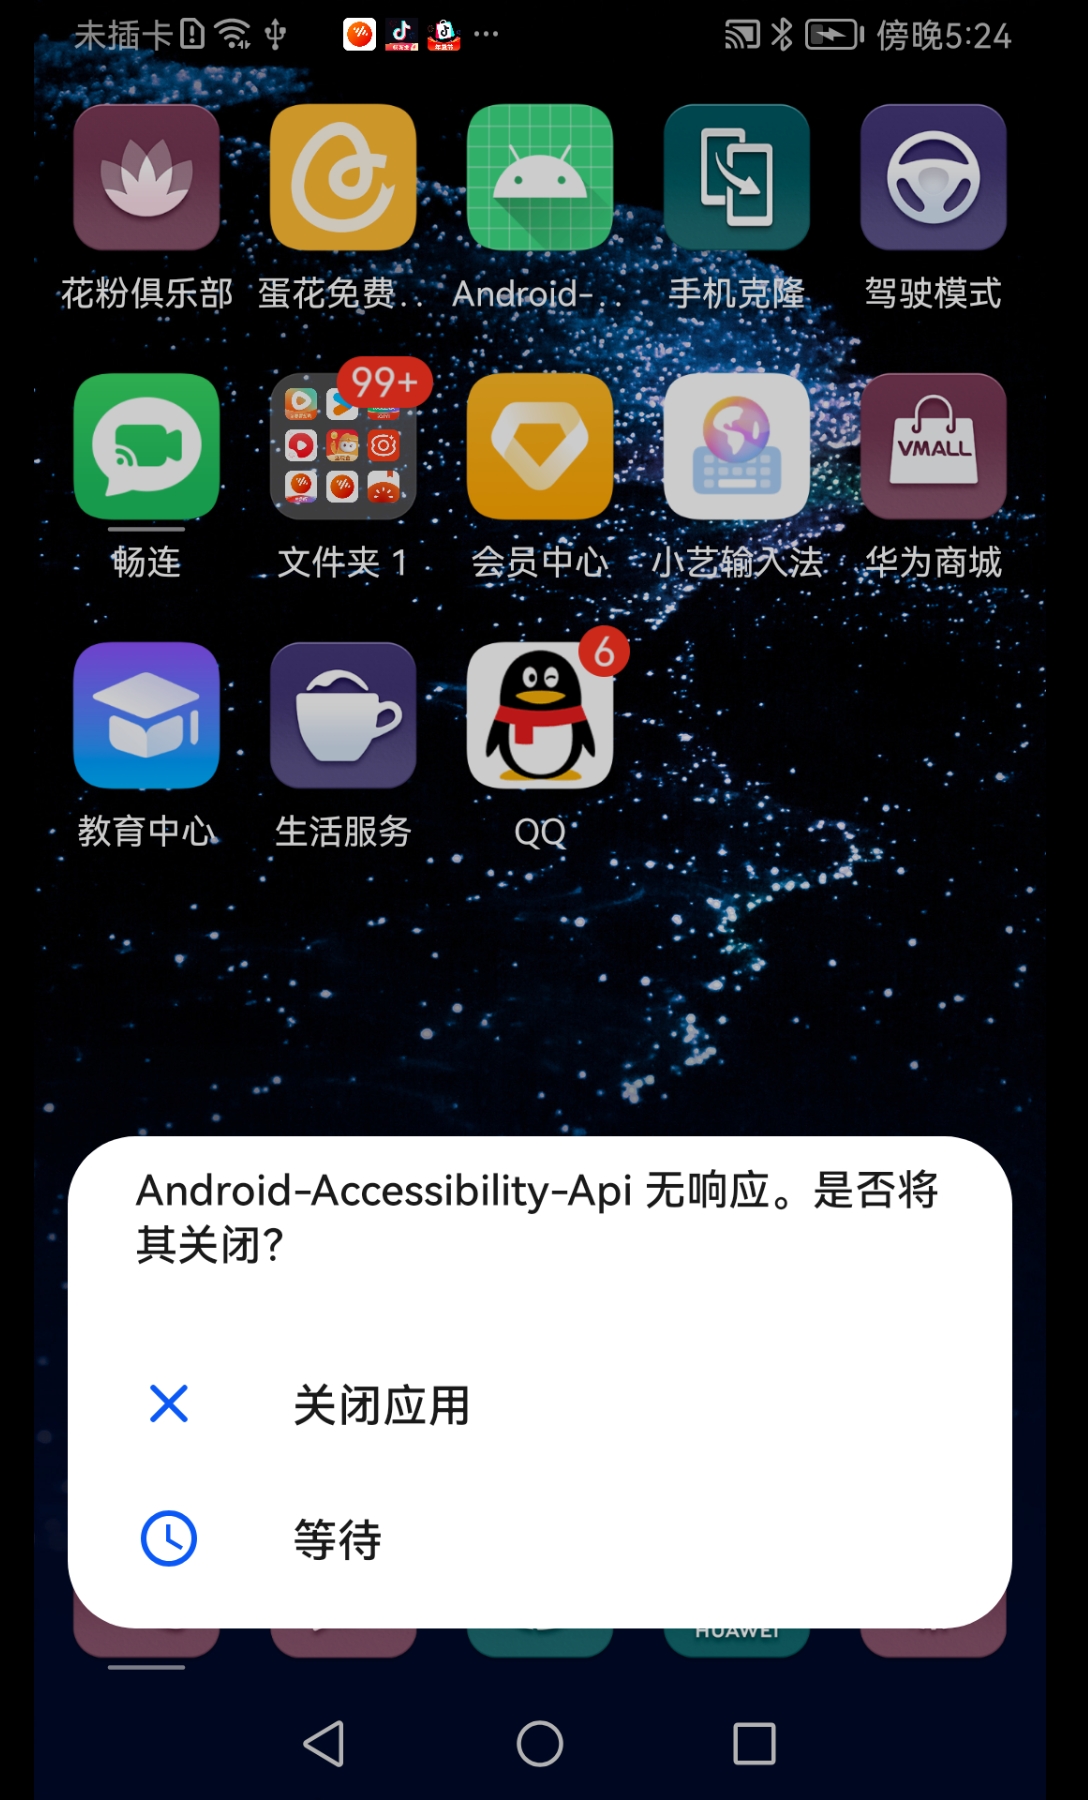 未插卡 傍晚5:24
花粉俱乐部 蛋花免费.. Android-.. 手机克隆 驾驶模式
99+
VMALL
畅连 文件夹 1 会员中心 小艺输入法 华为商城
6
教育中心 生活服务 QQ
Android-Accessibility-Api 无响应。是否将
其关闭?
关闭应用
等待
HUAWEI